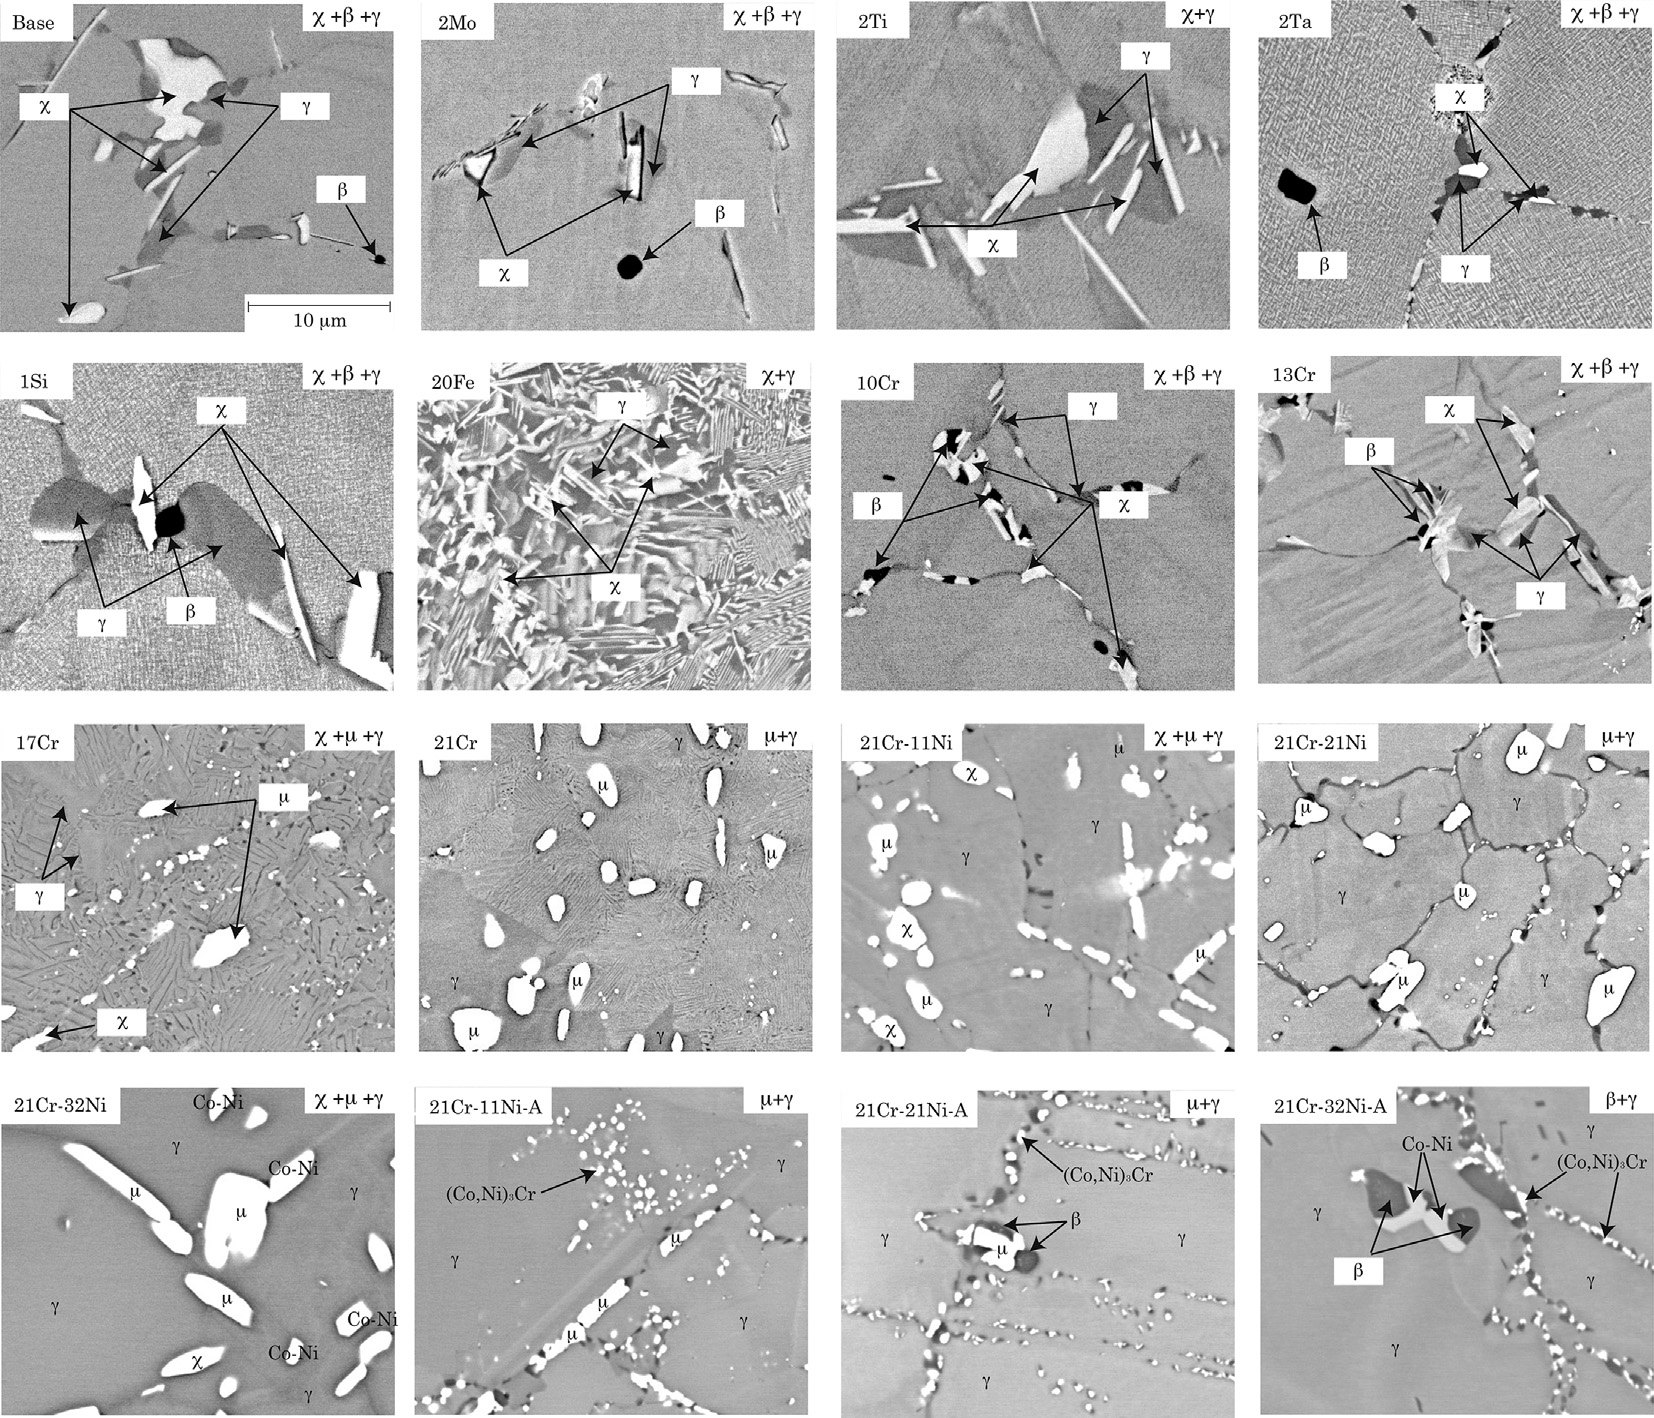 Base
χ +β +γ
χ
γ
β
10 μm
2Mo
χ +β +γ
γ
β
χ
2Ti
χ+γ
γ
χ
2Ta
χ +β +γ
χ
β
γ
1Si
χ +β +γ
χ
γ
β
20Fe
χ+γ
γ
χ
10Cr
χ +β +γ
γ
β
χ
13Cr
χ +β +γ
χ
β
γ
17Cr
χ +μ +γ
μ
γ
χ
21Cr
μ+γ
γ
μ
μ
γ
μ
μ
γ
21Cr-11Ni
χ +μ +γ
μ
χ
γ
μ
γ
χ
μ
μ
γ
χ
21Cr-21Ni
μ+γ
μ
γ
μ
γ
μ
μ
γ
μ
21Cr-32Ni
χ +μ +γ
Co-Ni
γ
Co-Ni
μ
γ
μ
γ
μ
Co-Ni
Co-Ni
χ
γ
21Cr-11Ni-A
μ+γ
γ
(Co,Ni)₃Cr
μ
γ
μ
γ
μ
21Cr-21Ni-A
μ+γ
(Co,Ni)₃Cr
β
γ
μ
γ
γ
21Cr-32Ni-A
β+γ
γ
Co-Ni
(Co,Ni)₃Cr
γ
β
γ
γ